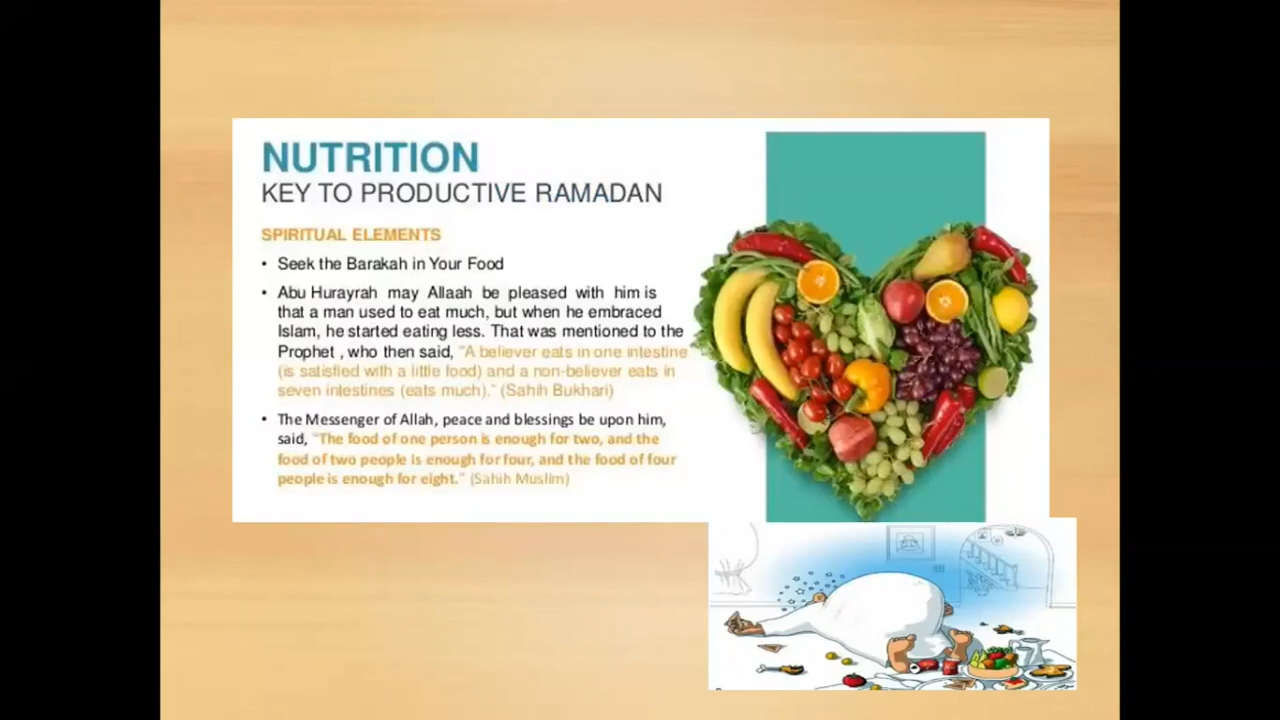 NUTRITION
KEY TO PRODUCTIVE RAMADAN
SPIRITUAL ELEMENTS
• Seek the Barakah in Your Food
• Abu Hurayrah may Allaah be pleased with him is
that a man used to eat much, but when he embraced
Islam, he started eating less. That was mentioned to the
Prophet , who then said, "A believer eats in one intestine
(is satisfied with a little food) and a non-believer eats in
seven intestines (eats much)." (Sahih Bukhari)
• The Messenger of Allah, peace and blessings be upon him,
said, "The food of one person is enough for two, and the
food of two people is enough for four, and the food of four
people is enough for eight." (Sahih Muslim)